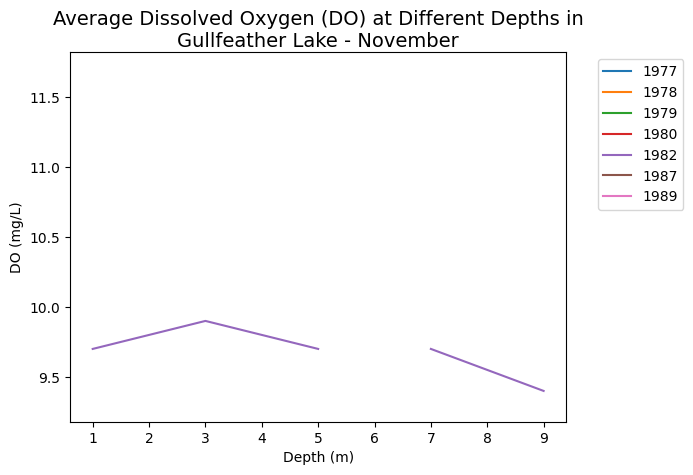 Average Dissolved Oxygen (DO) at Different Depths in
Gullfeather Lake - November
1977
1978
1979
1980
1982
1987
1989
DO (mg/L)
11.5
11.0
10.5
10.0
9.5
1 2 3 4 5 6 7 8 9
Depth (m)